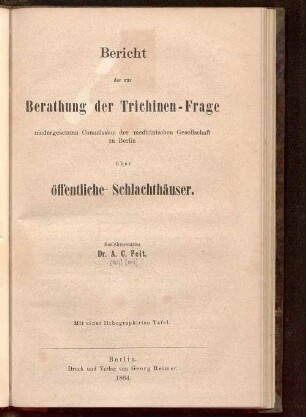 Bericht
der zur
Berathung der Trichinen-Frage
niedergesetzten Commission der medicinischen Gesellschaft
zu Berlin
über
öffentliche Schlachthäuser.
Berichterstatter
Dr. A. C. Feit.
Mit einer lithographirten Tafel.
Berlin.
Druck und Verlag von Georg Reimer.
1864.